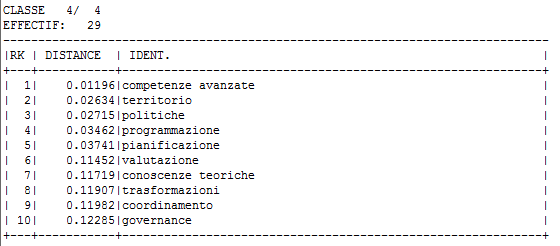 CLASSE 4/ 4
EFFECTIF: 29
|RK | DISTANCE | IDENT. |
| 1| 0.01196|competenze avanzate |
| 2| 0.02634|territorio |
| 3| 0.02715|politiche |
| 4| 0.03462|programmazione |
| 5| 0.03741|pianificazione |
| 6| 0.11452|valutazione |
| 7| 0.11719|conoscenze teoriche |
| 8| 0.11907|trasformazioni |
| 9| 0.11982|coordinamento |
| 10| 0.12285|governance |